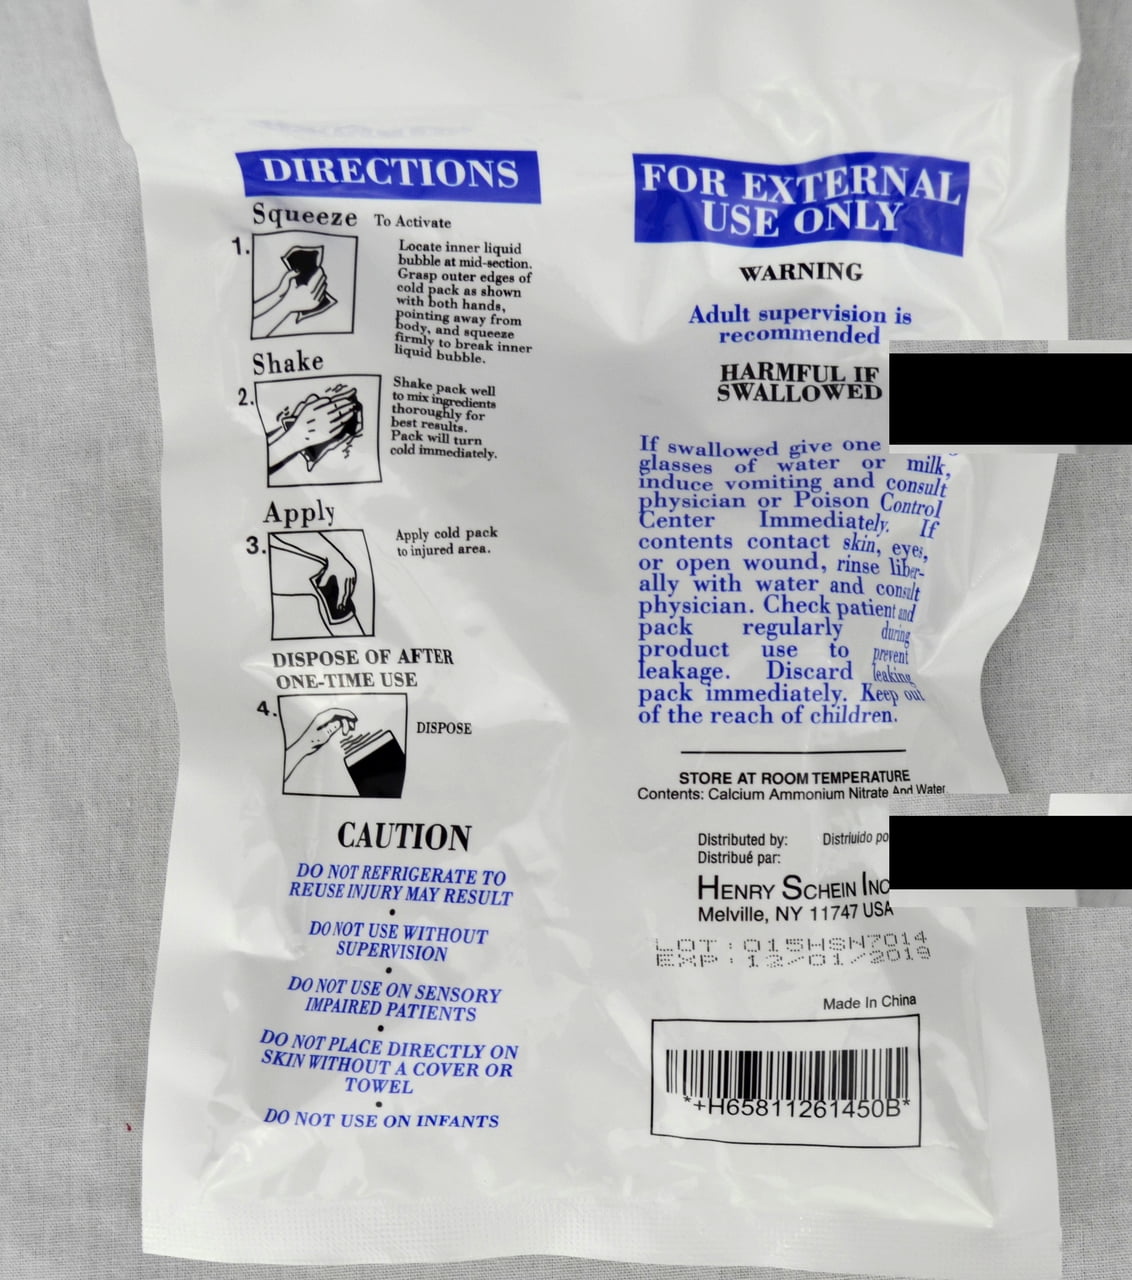 DIRECTIONS
Squeeze To Activate
1.
Locate inner liquid
bubble at mid-section.
Grasp outer edges of
cold pack as shown
with both hands,
pointing away from
body, and squeeze
firmly to break inner
liquid bubble.
Shake
2.
Shake pack well
to mix ingredients
thoroughly for
best results.
Pack will turn
cold immediately.
Apply
3.
Apply cold pack
to injured area.
DISPOSE OF AFTER
ONE-TIME USE
4.
DISPOSE
CAUTION
DO NOT REFRIGERATE TO
REUSE INJURY MAY RESULT
•
DO NOT USE WITHOUT
SUPERVISION
•
DO NOT USE ON SENSORY
IMPAIRED PATIENTS
•
DO NOT PLACE DIRECTLY ON
SKIN WITHOUT A COVER OR
TOWEL
•
DO NOT USE ON INFANTS
FOR EXTERNAL
USE ONLY
WARNING
Adult supervision is
recommended
HARMFUL IF
SWALLOWED
If swallowed give one
glasses of water or milk,
induce vomiting and consult
physician or Poison Control
Center Immediately. If
contents contact skin, eyes,
or open wound, rinse liber-
ally with water and consult
physician. Check patient and
pack regularly during
product use to prevent
leakage. Discard leaking
pack immediately. Keep out
of the reach of children.
STORE AT ROOM TEMPERATURE
Contents: Calcium Ammonium Nitrate And Water
Distributed by: Distriuido
Distribué par:
HENRY SCHEIN INC
Melville, NY 11747 USA
LOT : 015HSN7014
EXP : 12/01/2019
Made In China
*+H65811261450B*